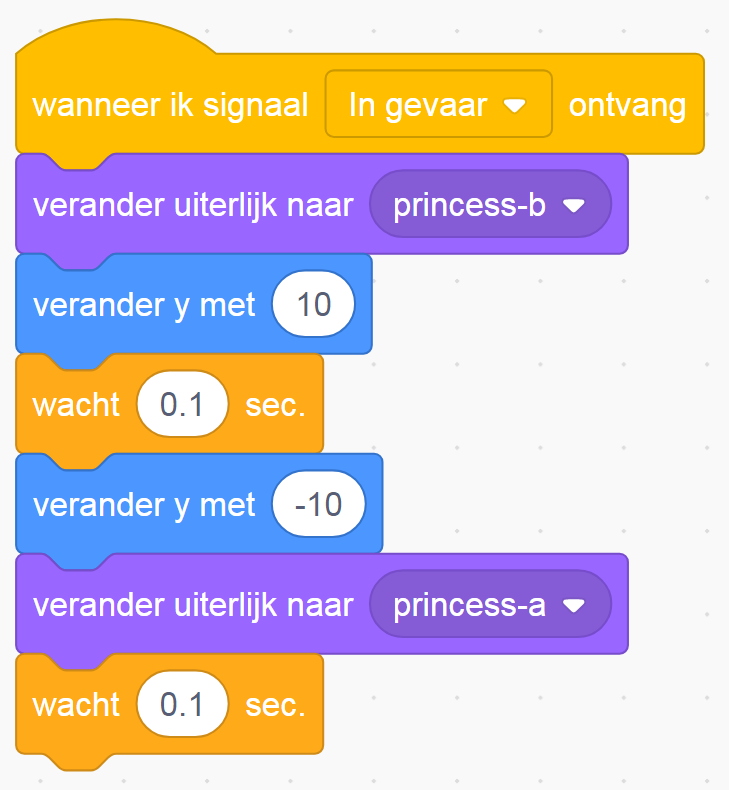 wanneer ik signaal In gevaar ontvang
verander uiterlijk naar princess-b
verander y met 10
wacht 0.1 sec.
verander y met -10
verander uiterlijk naar princess-a
wacht 0.1 sec.